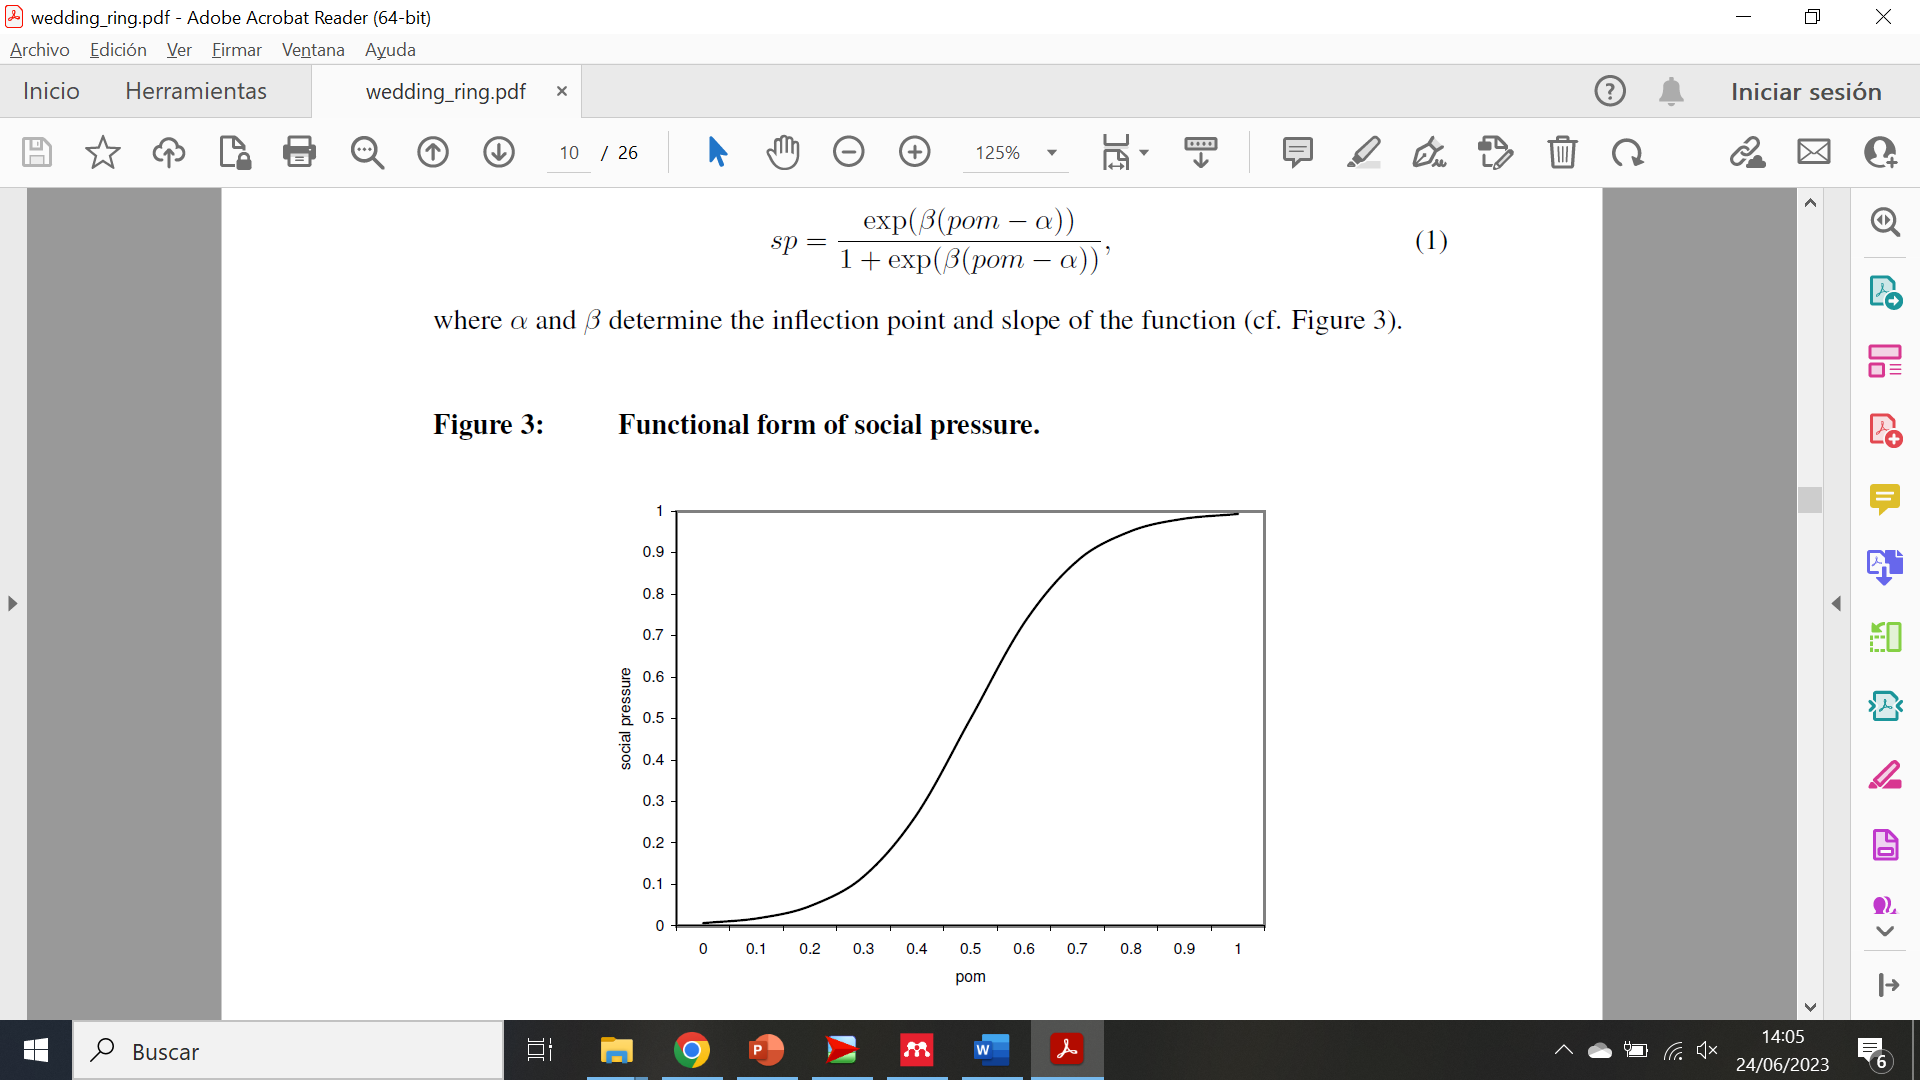 wedding_ring.pdf - Adobe Acrobat Reader (64-bit)
Archivo Edición Ver Firmar Ventana Ayuda
Inicio Herramientas wedding_ring.pdf × Iniciar sesión
10 / 26 125%
sp = exp(β(pom − α)) / 1 + exp(β(pom − α)), (1)
where α and β determine the inflection point and slope of the function (cf. Figure 3).
Figure 3: Functional form of social pressure.
1
0.9
0.8
0.7
0.6
0.5
0.4
0.3
0.2
0.1
0
social pressure
0 0.1 0.2 0.3 0.4 0.5 0.6 0.7 0.8 0.9 1
pom
Buscar
14:05
24/06/2023
6